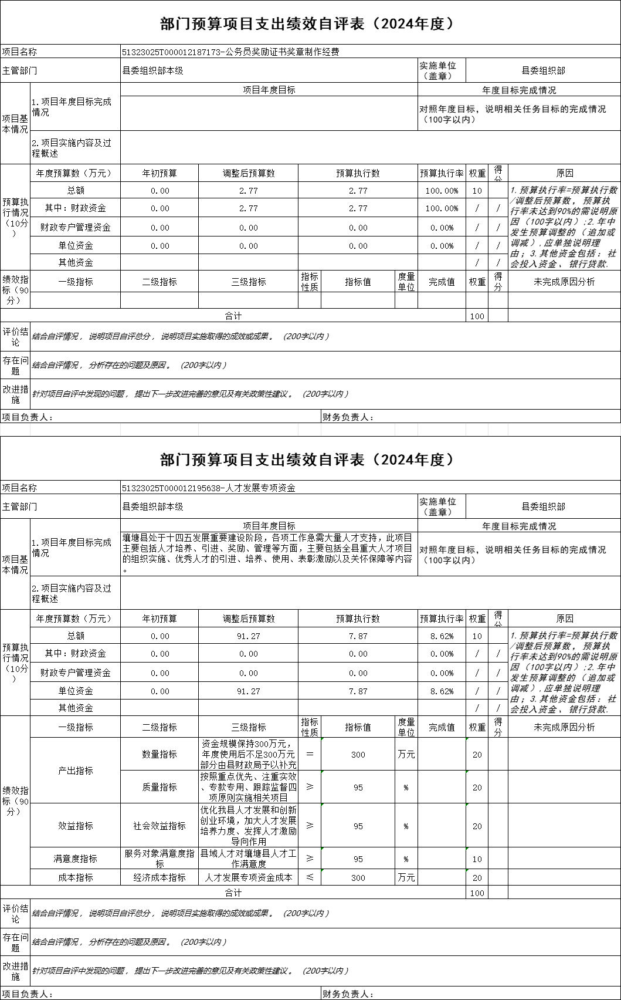 部门预算项目支出绩效自评表（2024年度）
项目名称
51323025T000012187173-公务员奖励证书奖章制作经费
主管部门
县委组织部本级
实施单位
（盖章）
县委组织部
项目基
本情况
1.项目年度目标完成
情况
项目年度目标
年度目标完成情况
对照年度目标，说明相关任务目标的完成情况
（100字以内）
2.项目实施内容及过
程概述
预算执
行情况
（10分
）
年度预算数（万元） 年初预算 调整后预算数 预算执行数 预算执行率 权重 得分 原因
总额 0.00 2.77 2.77 100.00% 10
其中：财政资金 0.00 2.77 2.77 100.00% / /
财政专户管理资金 0.00 0.00 0.00 0.00% / /
单位资金 0.00 0.00 0.00 0.00% / /
其他资金 / /
1.预算执行率=预算执行数
/调整后预算数，预算执
行率未达到90%的需说明原
因（100字以内）;2.年中
发生预算调整的（追加或
调减）,应单独说明理
由；3.其他资金包括：社
会投入资金、银行贷款.
绩效指
标（90
分）
一级指标 二级指标 三级指标 指标性质 指标值 度量单位 完成值 权重 得分 未完成原因分析
合计 100
评价结
论
结合自评情况，说明项目自评总分，说明项目实施取得的成效或成果。（200字以内）
存在问
题
结合自评情况，分析存在的问题及原因。（200字以内）
改进措
施
针对项目自评中发现的问题，提出下一步改进完善的意见及有关政策性建议。（200字以内）
项目负责人：
财务负责人：
部门预算项目支出绩效自评表（2024年度）
项目名称
51323025T000012195638-人才发展专项资金
主管部门
县委组织部本级
实施单位
（盖章）
县委组织部
项目基
本情况
1.项目年度目标完成
情况
项目年度目标
年度目标完成情况
壤塘县处于十四五发展重要建设阶段，各项工作急需大量人才支持，此项目
主要包括人才培养、引进、奖励、管理等方面，主要包括全县重大人才项目
的组织实施、优秀人才的引进、培养、使用、表彰激励以及关怀保障等内容
。
对照年度目标，说明相关任务目标的完成情况
（100字以内）
2.项目实施内容及过
程概述
预算执
行情况
（10分
）
年度预算数（万元） 年初预算 调整后预算数 预算执行数 预算执行率 权重 得分 原因
总额 0.00 91.27 7.87 8.62% 10
其中：财政资金 0.00 0.00 0.00 0.00% / /
财政专户管理资金 0.00 0.00 0.00 0.00% / /
单位资金 0.00 91.27 7.87 8.62% / /
其他资金 / /
1.预算执行率=预算执行数
/调整后预算数，预算执
行率未达到90%的需说明原
因（100字以内）;2.年中
发生预算调整的（追加或
调减）,应单独说明理
由；3.其他资金包括：社
会投入资金、银行贷款.
绩效指
标（90
分）
一级指标 二级指标 三级指标 指标性质 指标值 度量单位 完成值 权重 得分 未完成原因分析
产出指标
数量指标
资金规模保持300万元，
年度使用后不足300万元
部分由县财政局予以补充
＝ 300 万元 20
质量指标
按照重点优先、注重实效
、专款专用、跟踪监督四
项原则实施相关项目
≥ 95 % 20
效益指标 社会效益指标
优化我县人才发展和创新
创业环境，加大人才发展
培养力度、发挥人才激励
导向作用
≥ 95 % 20
满意度指标
服务对象满意度指
标
县域人才对壤塘县人才工
作满意度
≥ 95 % 10
成本指标 经济成本指标 人才发展专项资金成本 ≤ 300 万元 20
合计 100
评价结
论
结合自评情况，说明项目自评总分，说明项目实施取得的成效或成果。（200字以内）
存在问
题
结合自评情况，分析存在的问题及原因。（200字以内）
改进措
施
针对项目自评中发现的问题，提出下一步改进完善的意见及有关政策性建议。（200字以内）
项目负责人：
财务负责人：